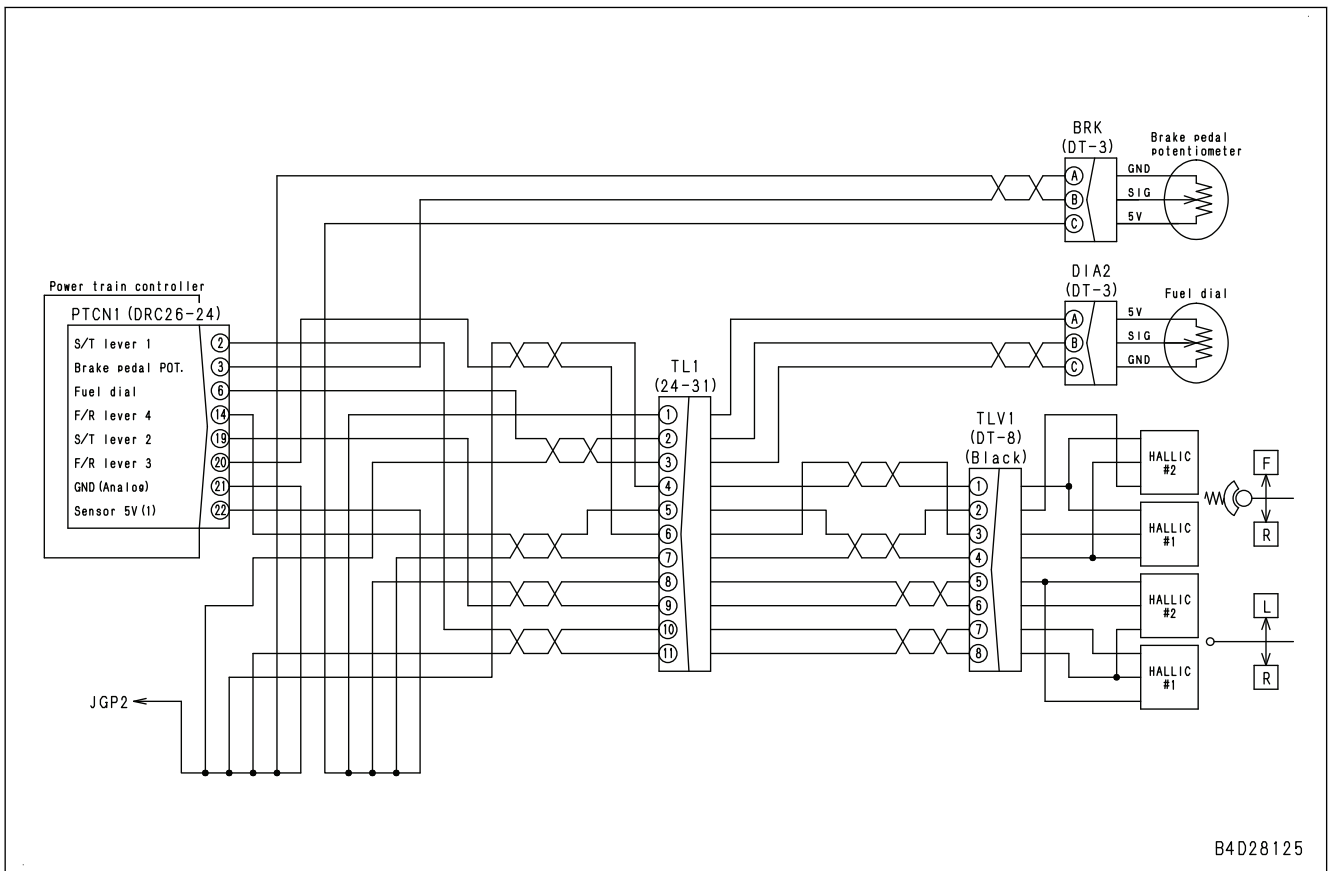 BRK
(DT-3)
Brake pedal
potentiometer
A GND
B SIG
C 5V
DIA2
(DT-3)
Fuel dial
A 5V
B SIG
C GND
Power train controller
PTCN1 (DRC26-24)
S/T lever 1 2
Brake pedal POT. 3
Fuel dial 6
F/R lever 4 14
S/T lever 2 19
F/R lever 3 20
GND(Analog) 21
Sensor 5V(1) 22
TL1
(24-31)
1
2
3
4
5
6
7
8
9
10
11
TLV1
(DT-8)
(Black)
1
2
3
4
5
6
7
8
HALLIC
#2
HALLIC
#1
F
R
HALLIC
#2
HALLIC
#1
L
R
JGP2
B4D28125